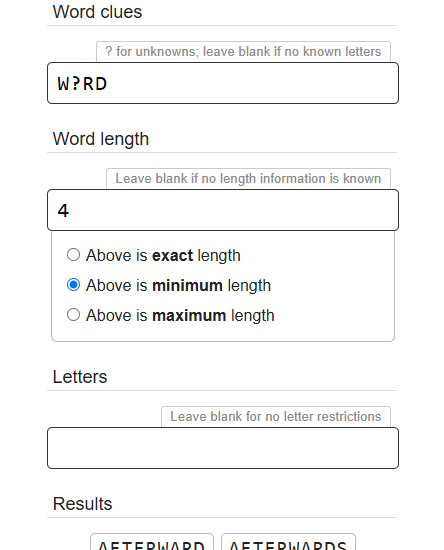 Word clues
? for unknowns; leave blank if no known letters
W?RD
Word length
Leave blank if no length information is known
4
Above is exact length
Above is minimum length
Above is maximum length
Letters
Leave blank for no letter restrictions
Results
AFTERWARD AFTERWARDS